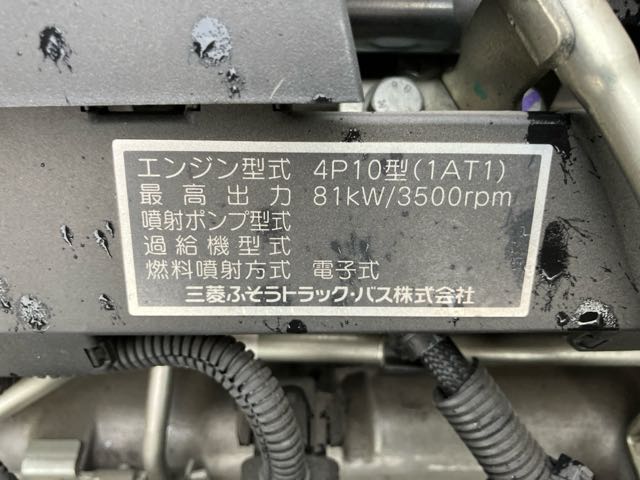 エンジン型式 4P10型(1AT1)
最高出力 81kW/3500rpm
噴射ポンプ型式
過給機型式
燃料噴射方式 電子式
三菱ふそうトラック・バス株式会社